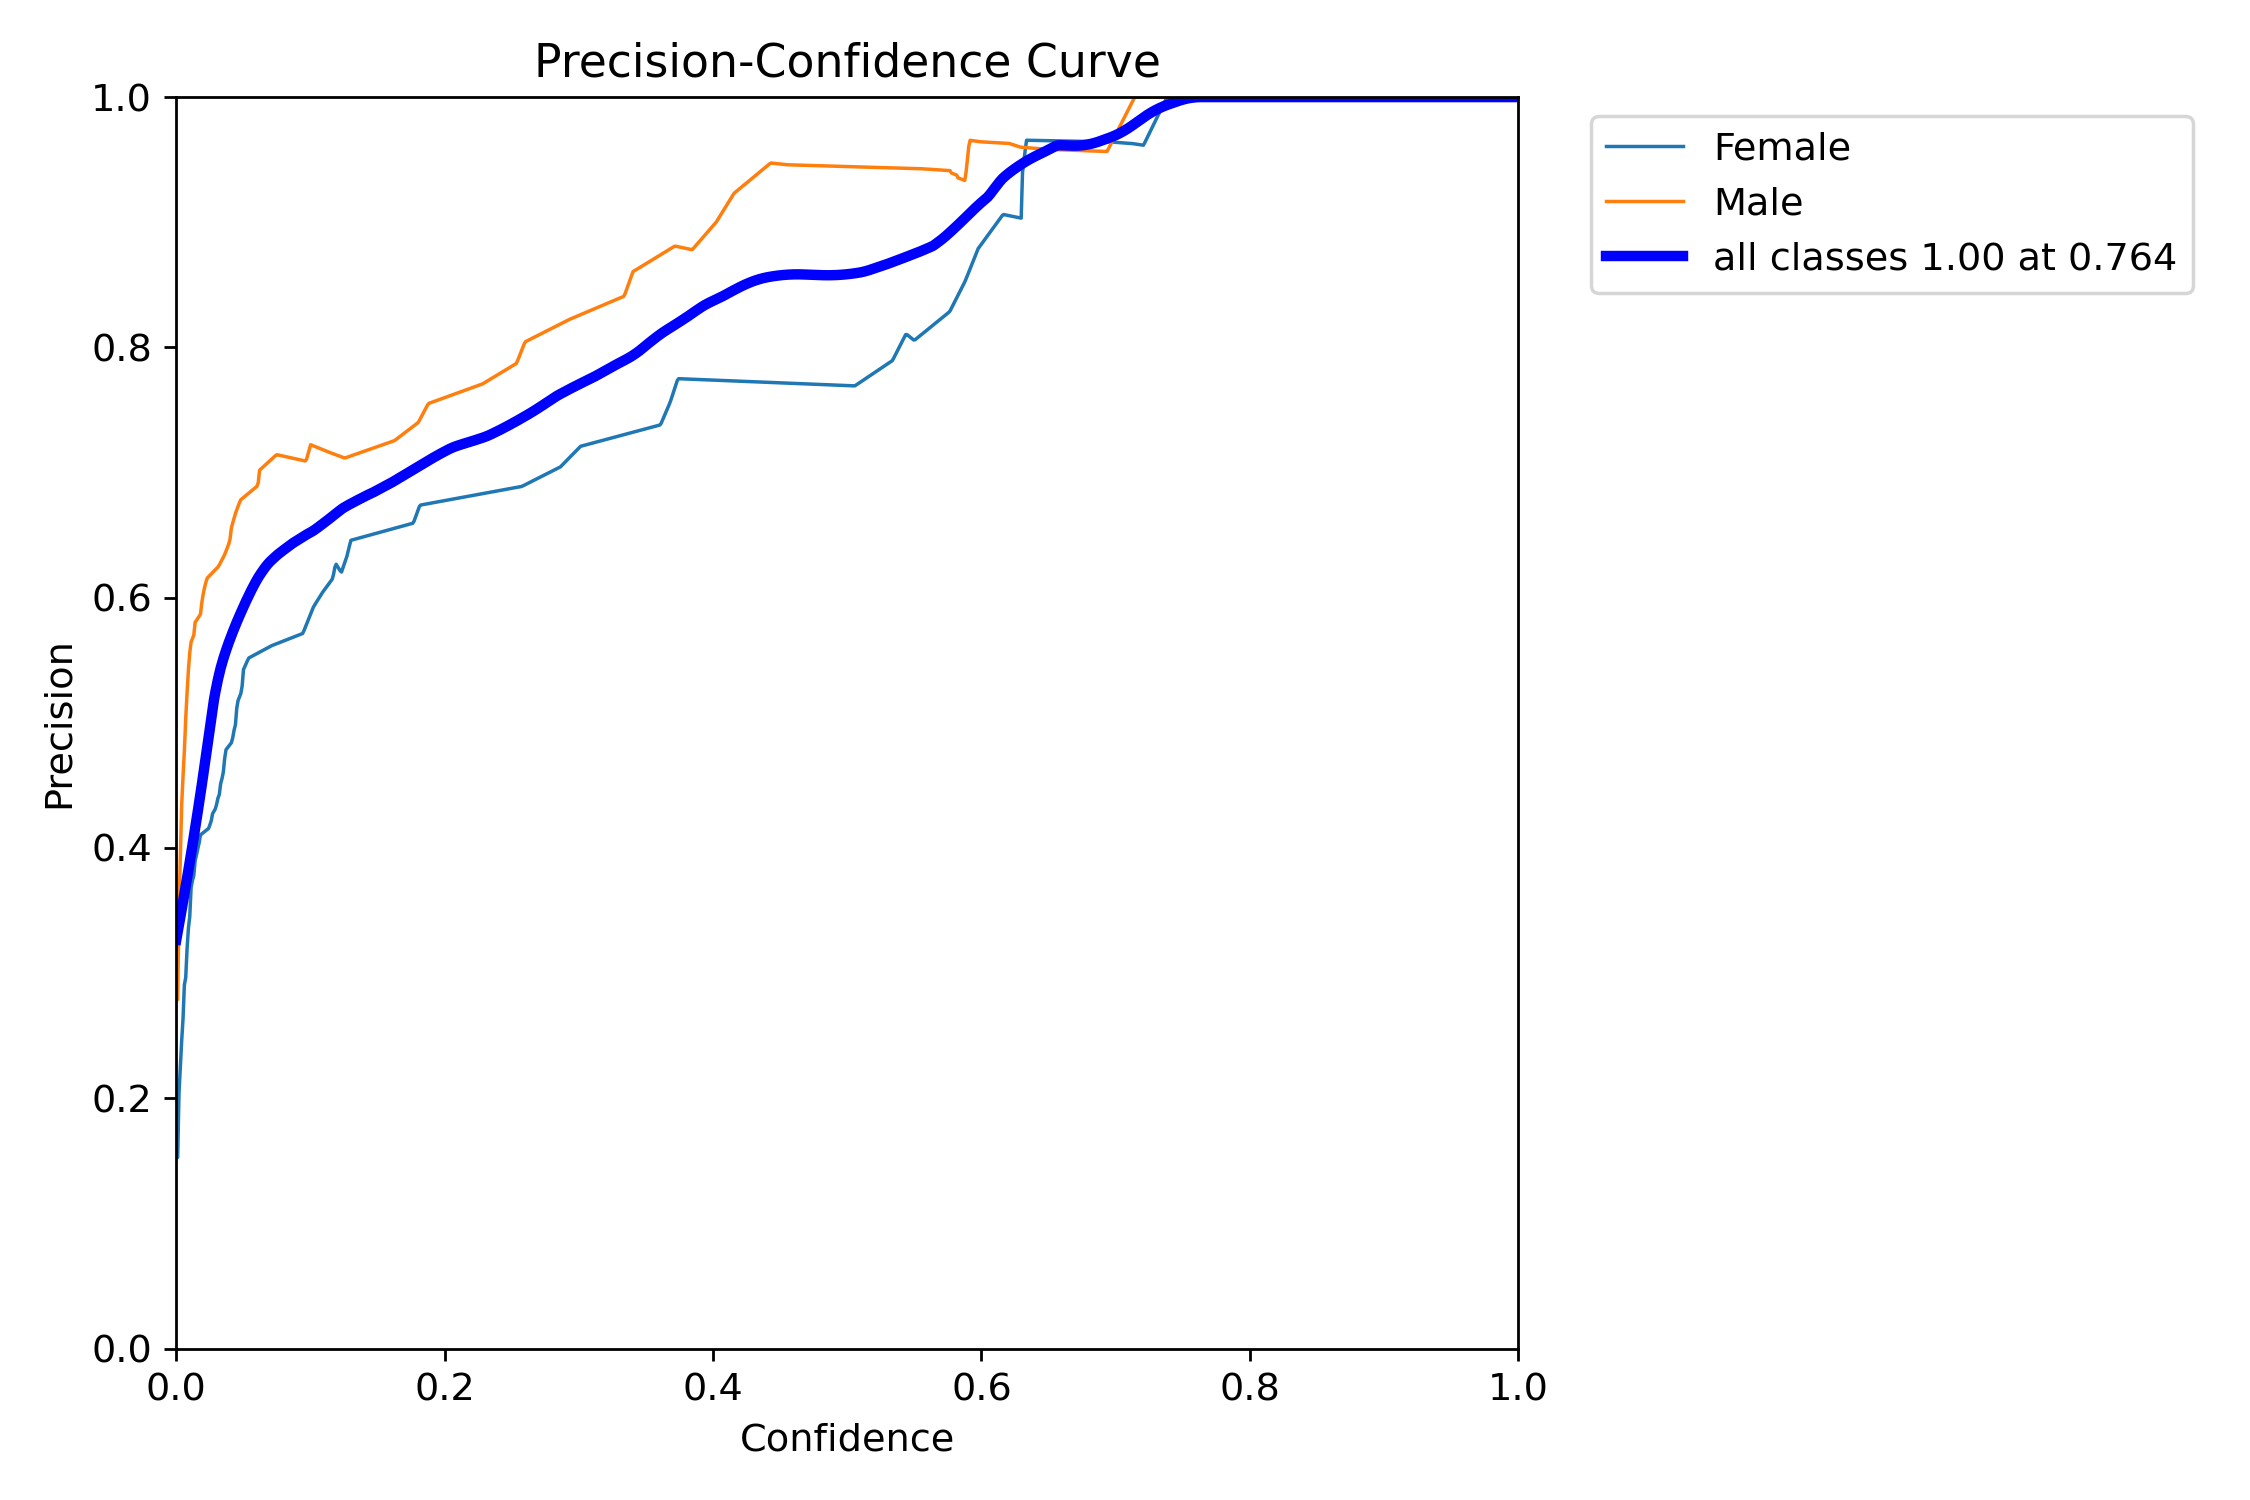 Precision-Confidence Curve
1.0
0.8
0.6
0.4
0.2
0.0
Precision
0.0 0.2 0.4 0.6 0.8 1.0
Confidence
Female
Male
all classes 1.00 at 0.764